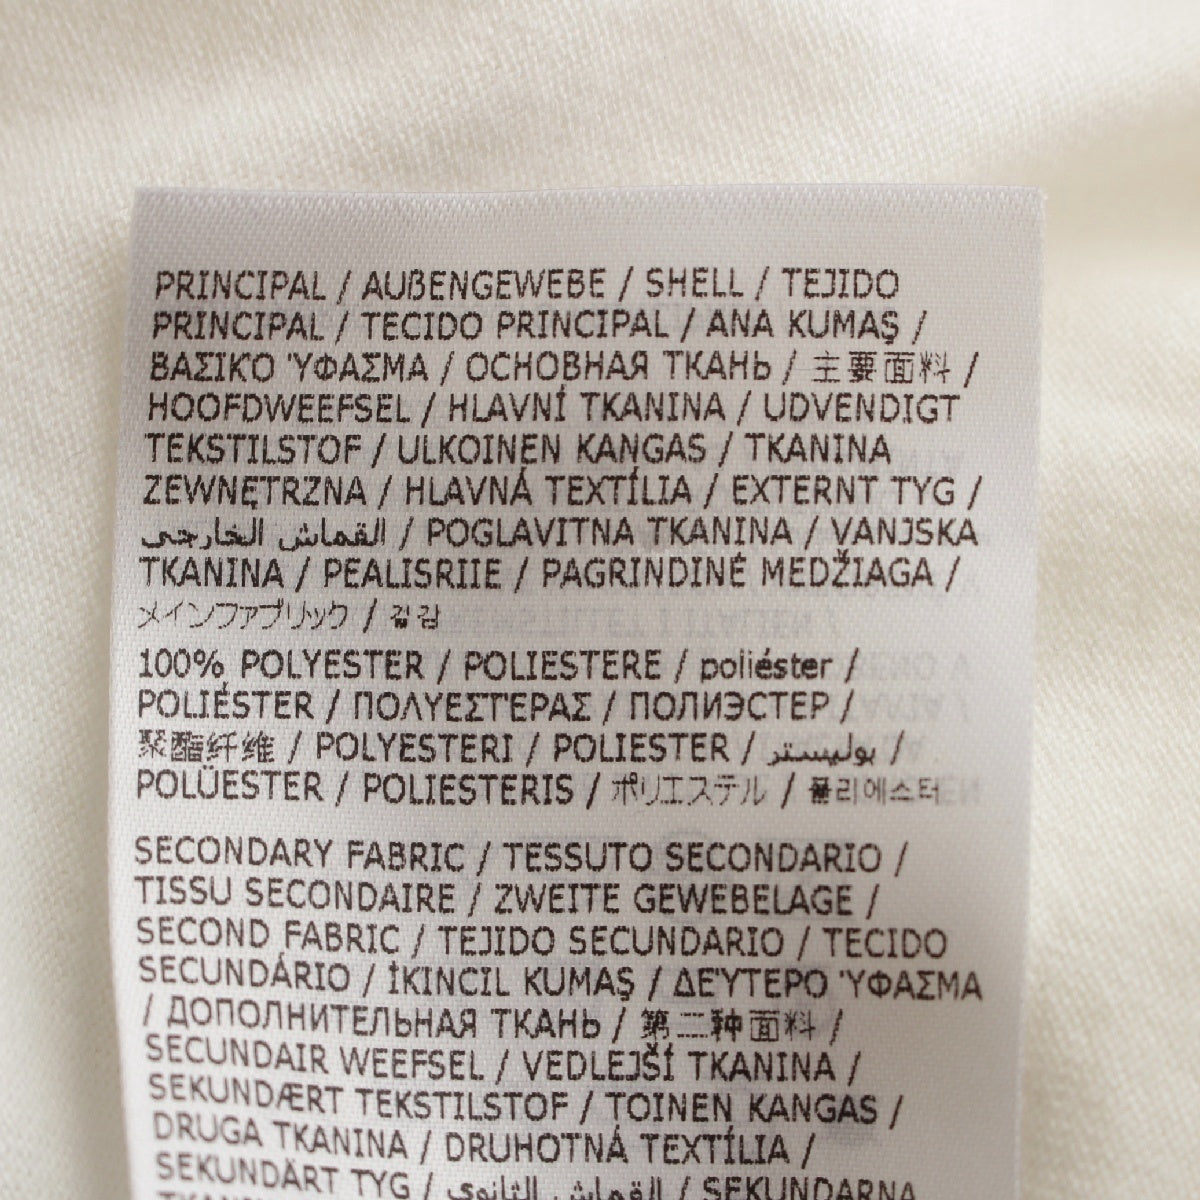 PRINCIPAL / AUßENGEWEBE / SHELL / TEJIDO
PRINCIPAL / TECIDO PRINCIPAL / ANA KUMAŞ /
ΒΑΣΙΚΌ ΎΦΑΣΜΑ / ОСНОВНАЯ ТКАНЬ / 主要面料 /
HOOFDWEEFSEL / HLAVNÍ TKANINA / UDVENDIGT
TEKSTILSTOF / ULKOINEN KANGAS / TKANINA
ZEWNĘTRZNA / HLAVNÁ TEXTÍLIA / EXTERNT TYG /
القماش الخارجي / POGLAVITNA TKANINA / VANJSKA
TKANINA / PEALISRIIE / PAGRINDINĖ MEDŽIAGA /
メインファブリック / 겉감
100% POLYESTER / POLIESTERE / poliéster /
POLIÉSTER / ΠΟΛΥΕΣΤΈΡΑΣ / ПОЛИЭСТЕР /
聚酯纤维 / POLYESTERI / POLIESTER / بوليستر /
POLÜESTER / POLIESTERIS / ポリエステル / 폴리에스터
SECONDARY FABRIC / TESSUTO SECONDARIO /
TISSU SECONDAIRE / ZWEITE GEWEBELAGE /
SECOND FABRIC / TEJIDO SECUNDARIO / TECIDO
SECUNDÁRIO / İKINCIL KUMAŞ / ΔΕΎΤΕΡΟ ΎΦΑΣΜΑ
/ ДОПОЛНИТЕЛЬНАЯ ТКАНЬ / 第二种面料 /
SECUNDAIR WEEFSEL / VEDLEJŠÍ TKANINA /
SEKUNDÆRT TEKSTILSTOF / TOINEN KANGAS /
DRUGA TKANINA / DRUHOTNÁ TEXTÍLIA /
SEKUNDÄRT TYG / القماش الثانوي / SEKUNDARNA